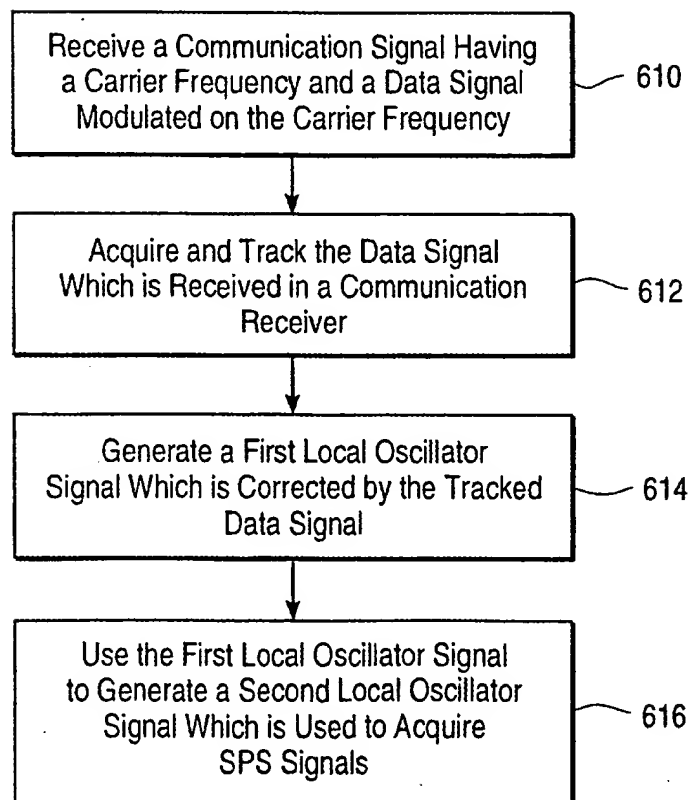 Receive a Communication Signal Having
a Carrier Frequency and a Data Signal
Modulated on the Carrier Frequency
610
Acquire and Track the Data Signal
Which is Received in a Communication
Receiver
612
Generate a First Local Oscillator
Signal Which is Corrected by the Tracked
Data Signal
614
Use the First Local Oscillator Signal
to Generate a Second Local Oscillator
Signal Which is Used to Acquire
SPS Signals
616